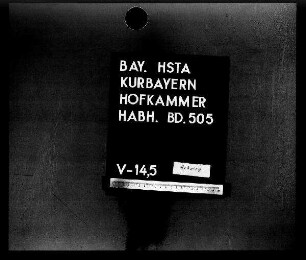 BAY. HSTA
KURBAYERN
HOFKAMMER
HABH. BD. 505
V-14,5